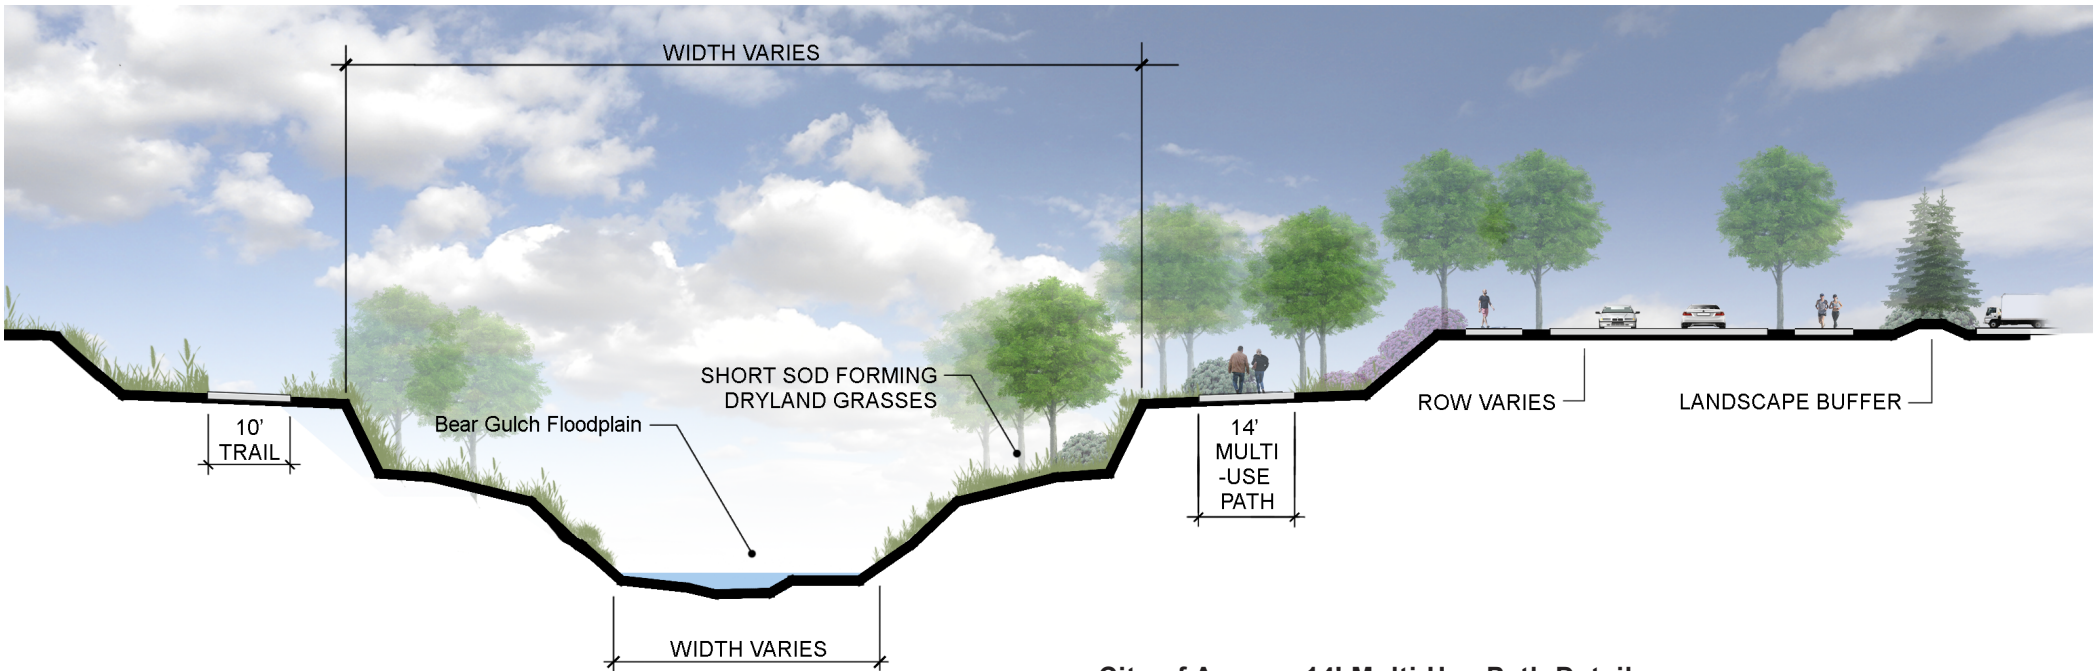 WIDTH VARIES
SHORT SOD FORMING
DRYLAND GRASSES
Bear Gulch Floodplain
10'
TRAIL
14'
MULTI
-USE
PATH
ROW VARIES
LANDSCAPE BUFFER
WIDTH VARIES